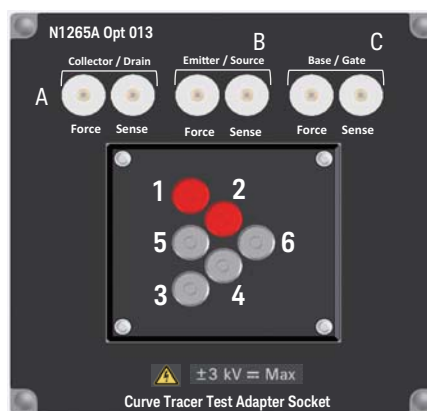 N1265A Opt 013
B
C
Collector / Drain
Emitter / Source
Base / Gate
A
Force
Sense
Force
Sense
Force
Sense
1
2
5
6
3
4
±3 kV ⎓ Max
Curve Tracer Test Adapter Socket